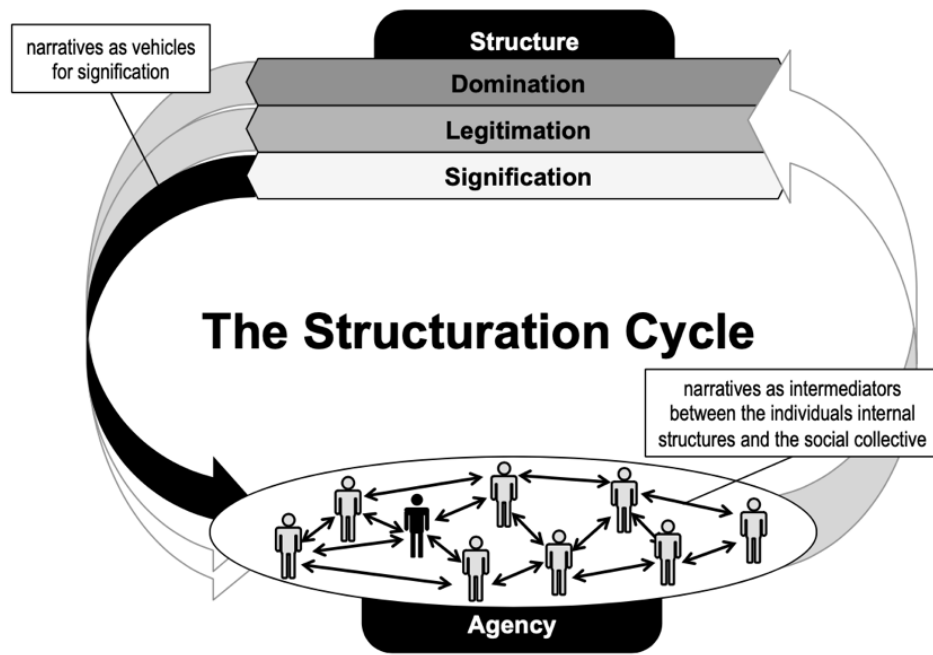 narratives as vehicles
for signification
Structure
Domination
Legitimation
Signification
The Structuration Cycle
narratives as intermediators
between the individuals internal
structures and the social collective
Agency